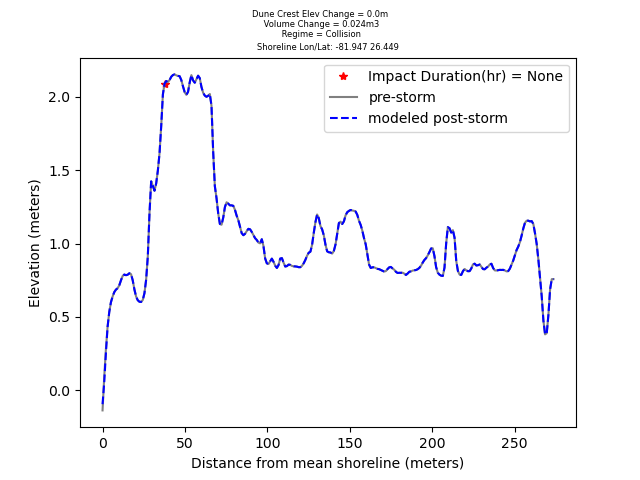 Dune Crest Elev Change = 0.0m
Volume Change = 0.024m3
Regime = Collision
Shoreline Lon/Lat: -81.947 26.449
Impact Duration(hr) = None
pre-storm
modeled post-storm
Elevation (meters)
2.0
1.5
1.0
0.5
0.0
0 50 100 150 200 250
Distance from mean shoreline (meters)